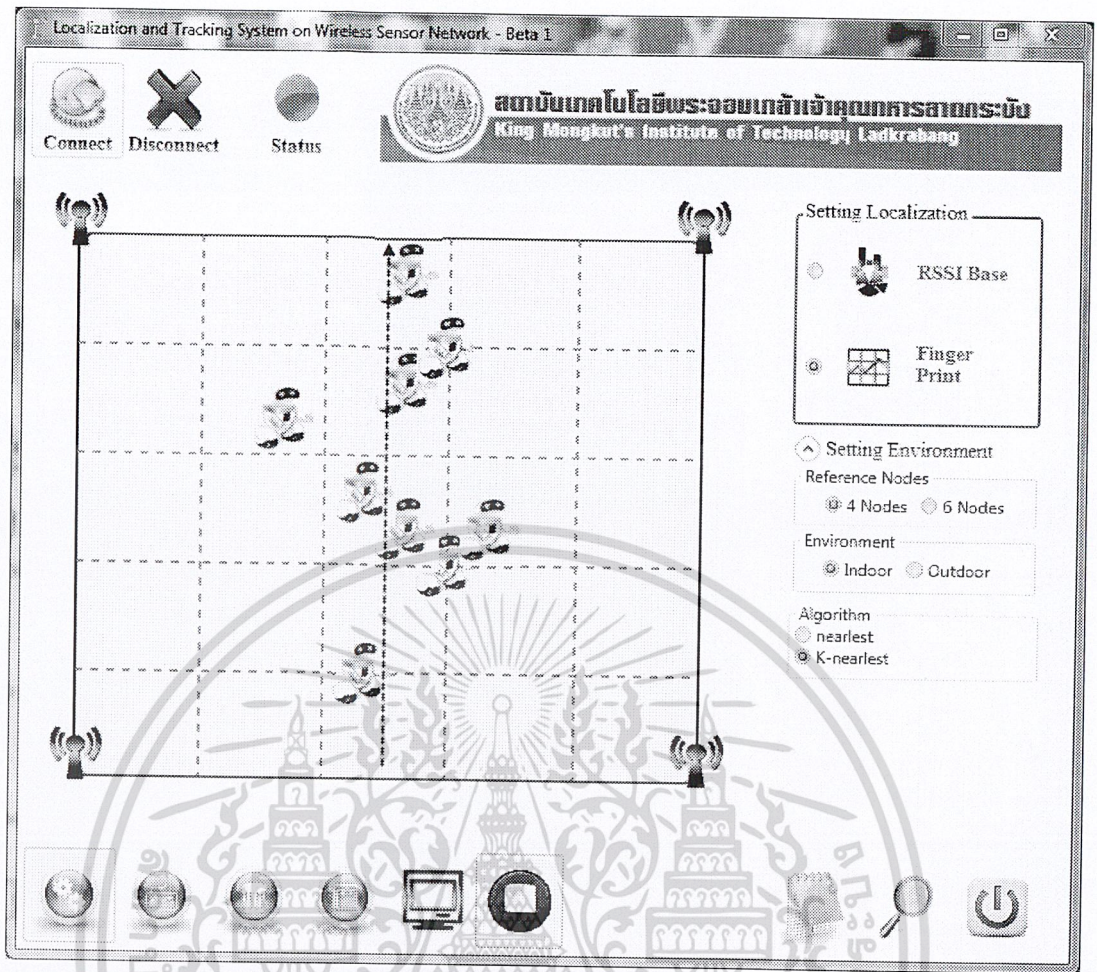 Localization and Tracking System on Wireless Sensor Network - Beta 1
Connect
Disconnect
Status
สถาบันเทคโนโลยีพระจอมเกล้าเจ้าคุณทหารลาดกระบัง
King Mongkut's Institute of Technology Ladkrabang
Setting Localization
RSSI Base
Finger
Print
Setting Environment
Reference Nodes
4 Nodes
6 Nodes
Environment
Indoor
Outdoor
Algorithm
nearlest
K-nearlest